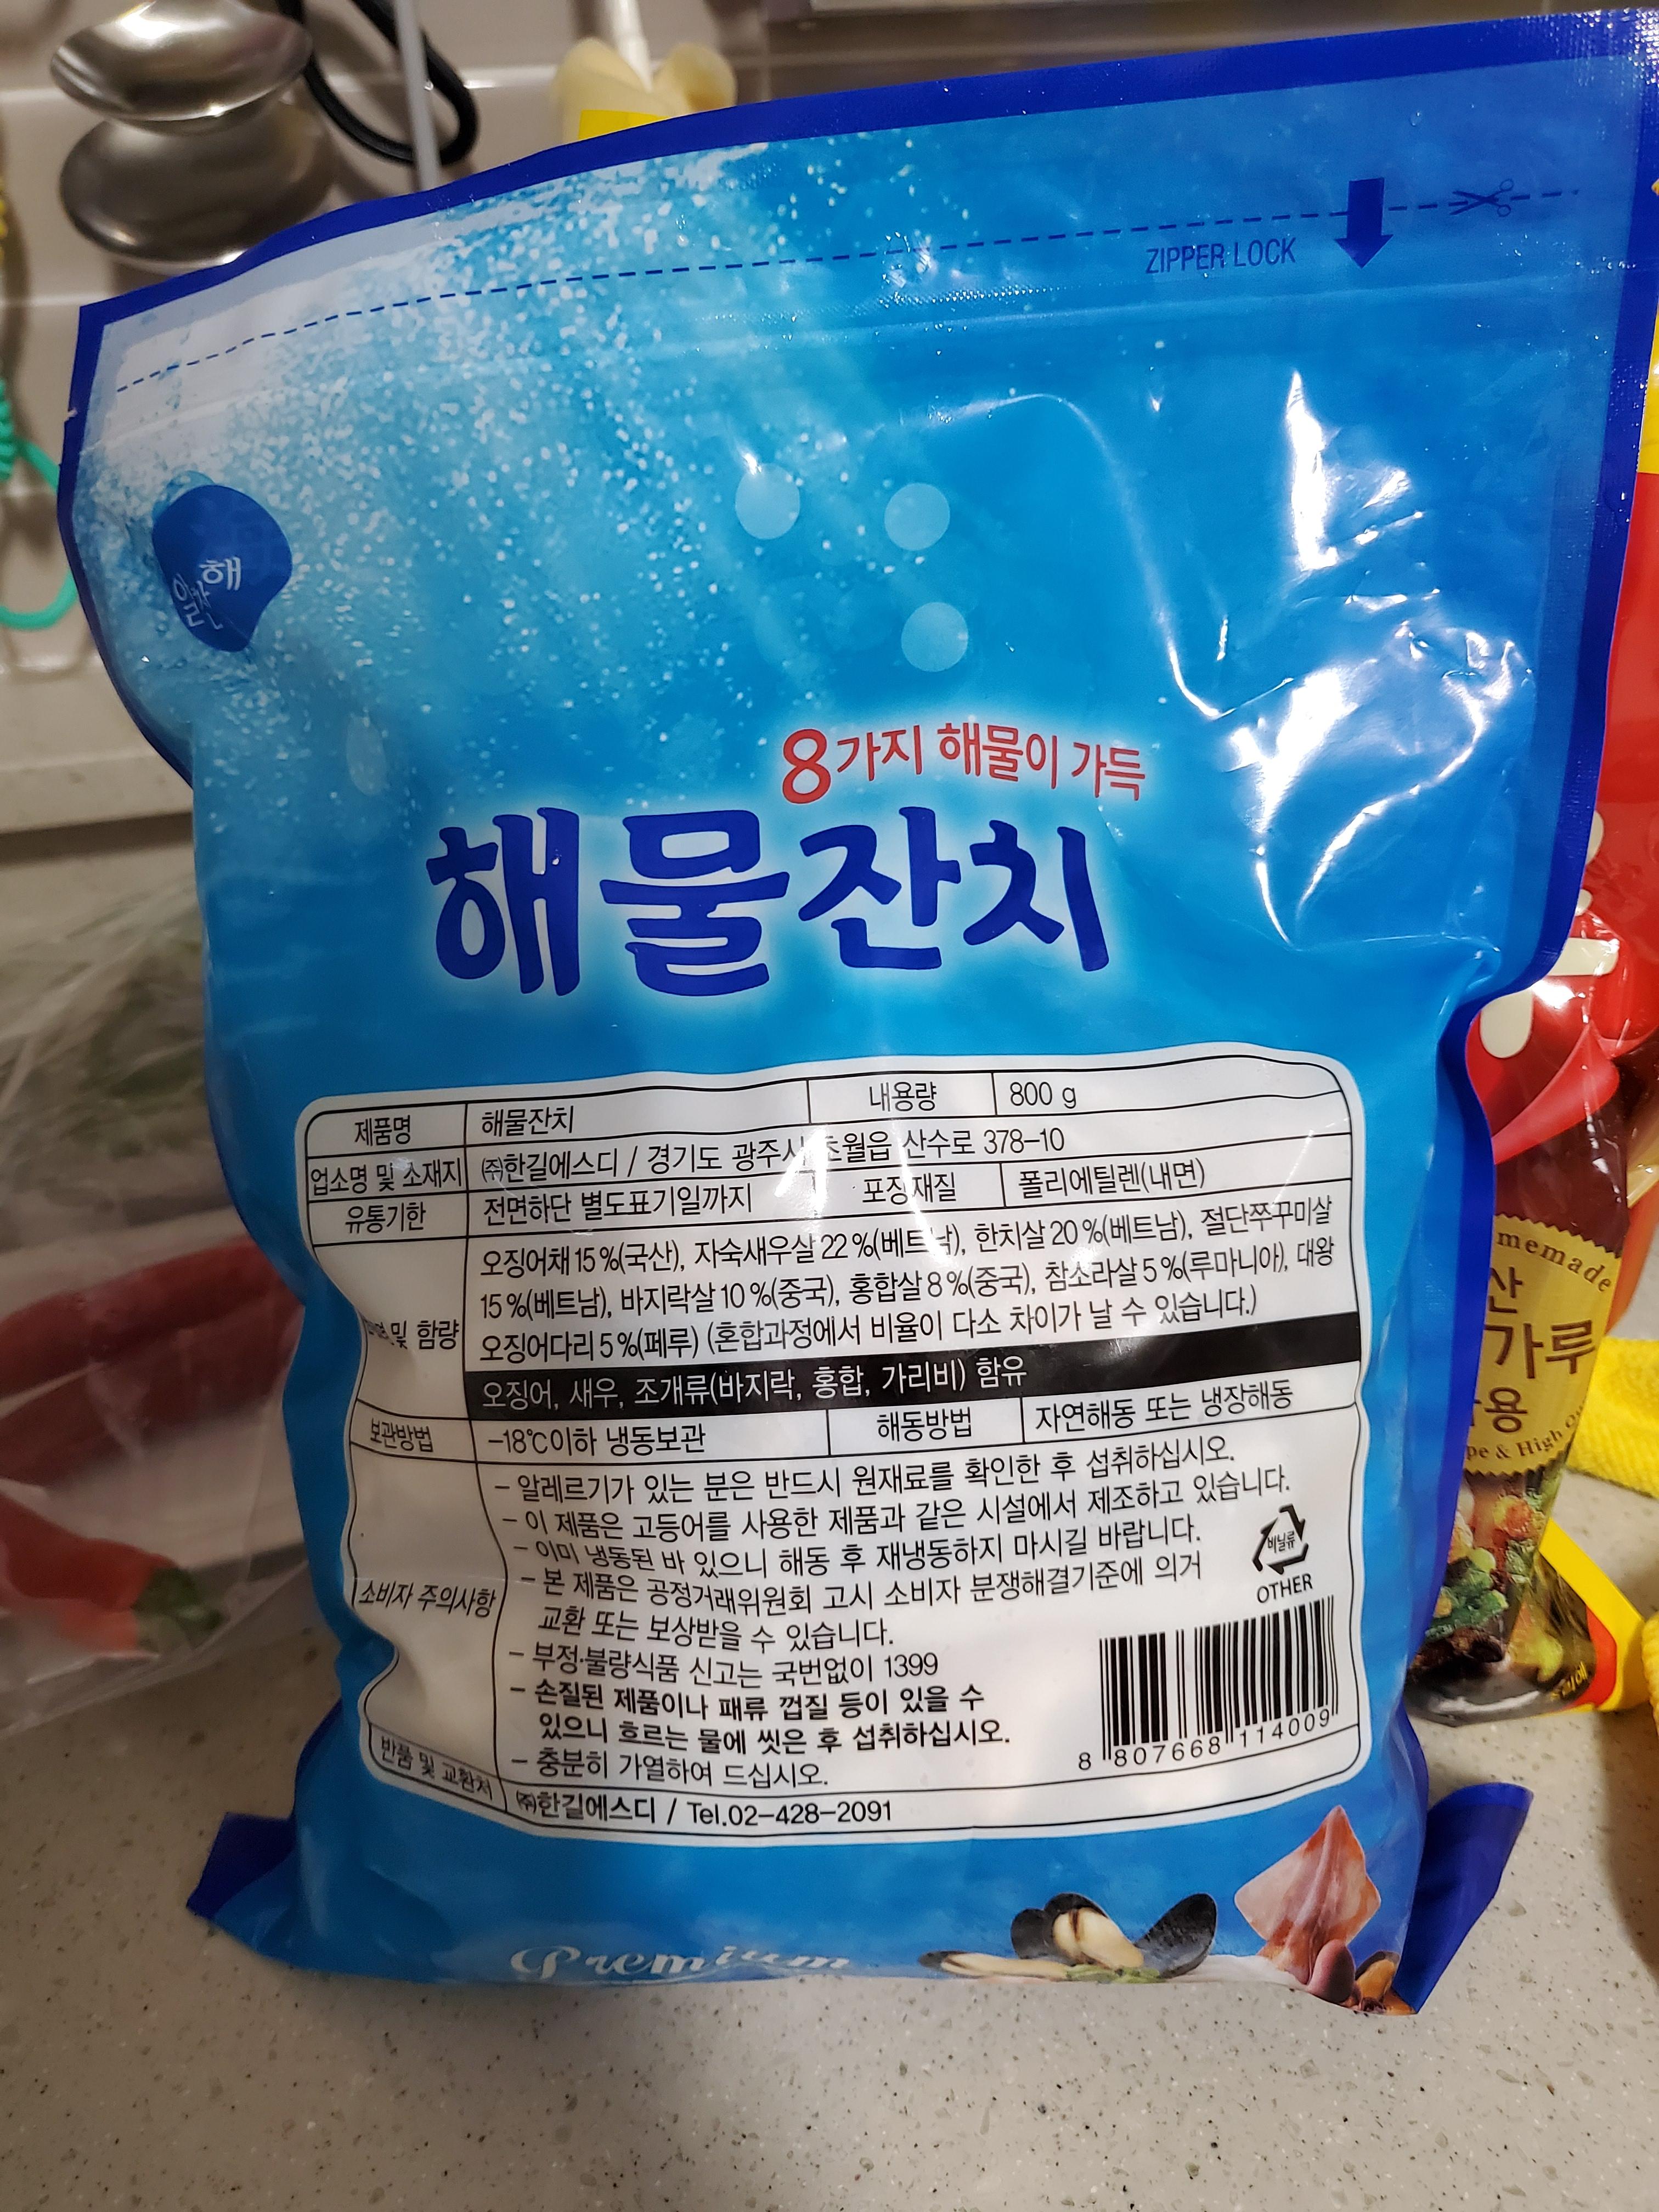 ZIPPER LOCK
해
일찬
8가지 해물이 가득
해물잔치
제품명 해물잔치 내용량 800 g
업소명 및 소재지 ㈜한길에스디 / 경기도 광주시 초월읍 산수로 378-10
유통기한 전면하단 별도표기일까지 포장재질 폴리에틸렌(내면)
오징어채 15 %(국산), 자숙새우살 22 %(베트남), 한치살 20 %(베트남), 절단쭈꾸미살
15 %(베트남), 바지락살 10 %(중국), 홍합살 8 %(중국), 참소라살 5 %(루마니아), 대왕
및 함량 오징어다리 5 %(페루) (혼합과정에서 비율이 다소 차이가 날 수 있습니다.)
오징어, 새우, 조개류(바지락, 홍합, 가리비) 함유
보관방법 -18℃이하 냉동보관 해동방법 자연해동 또는 냉장해동
소비자 주의사항
- 알레르기가 있는 분은 반드시 원재료를 확인한 후 섭취하십시오.
- 이 제품은 고등어를 사용한 제품과 같은 시설에서 제조하고 있습니다.
- 이미 냉동된 바 있으니 해동 후 재냉동하지 마시길 바랍니다.
- 본 제품은 공정거래위원회 고시 소비자 분쟁해결기준에 의거
교환 또는 보상받을 수 있습니다.
- 부정·불량식품 신고는 국번없이 1399
- 손질된 제품이나 패류 껍질 등이 있을 수
있으니 흐르는 물에 씻은 후 섭취하십시오.
- 충분히 가열하여 드십시오.
비닐류
OTHER
8 807668 114009
반품 및 교환처 ㈜한길에스디 / Tel.02-428-2091
Premium
memade
산
가루
용
pe & High